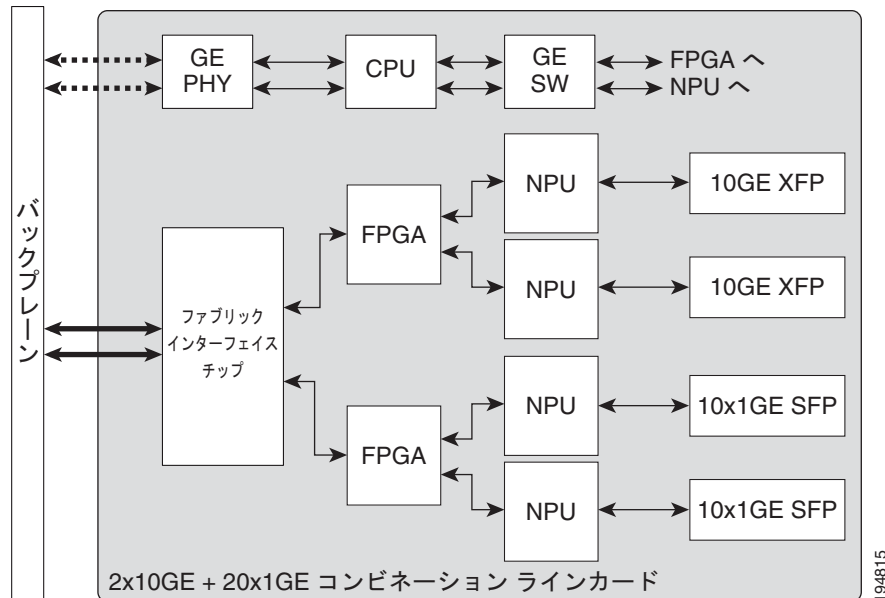 GE
PHY
CPU
GE
SW
FPGA へ
NPU へ
バックプレーン
ファブリック
インターフェイス
チップ
FPGA
NPU
10GE XFP
NPU
10GE XFP
FPGA
NPU
10x1GE SFP
NPU
10x1GE SFP
2x10GE + 20x1GE コンビネーション ラインカード
194815